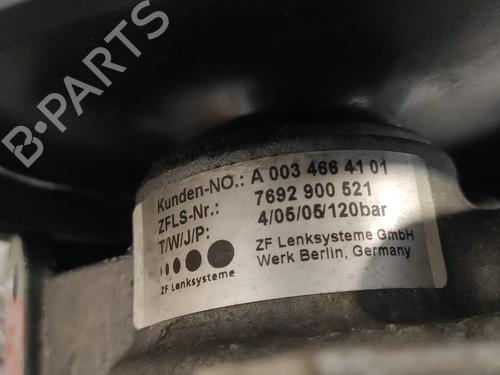 B-PARTS
Kunden-NO.: A 003 466 41 01
ZFLS-Nr.: 7692 900 521
T/W/J/P: 4/05/05/120bar
ZF Lenksysteme GmbH
Werk Berlin, Germany
ZF Lenksysteme